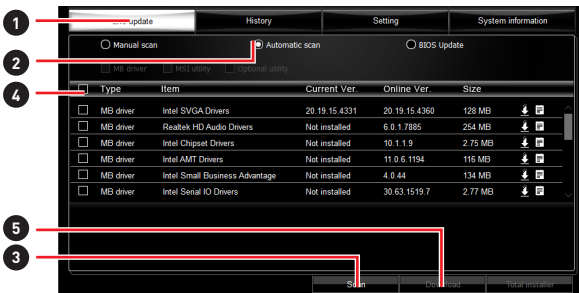 1
Live update History Setting System information
2
Manual scan Automatic scan BIOS Update
MB driver MSI utility Optional utility
4
Type Item Current Ver. Online Ver. Size
MB driver Intel SVGA Drivers 20.19.15.4331 20.19.15.4360 128 MB
MB driver Realtek HD Audio Drivers Not installed 6.0.1.7885 254 MB
MB driver Intel Chipset Drivers Not installed 10.1.1.9 2.75 MB
MB driver Intel AMT Drivers Not installed 11.0.6.1194 116 MB
MB driver Intel Small Business Advantage Not installed 4.0.44 134 MB
MB driver Intel Serial IO Drivers Not installed 30.63.1519.7 2.77 MB
5
3
Scan Download Total installer